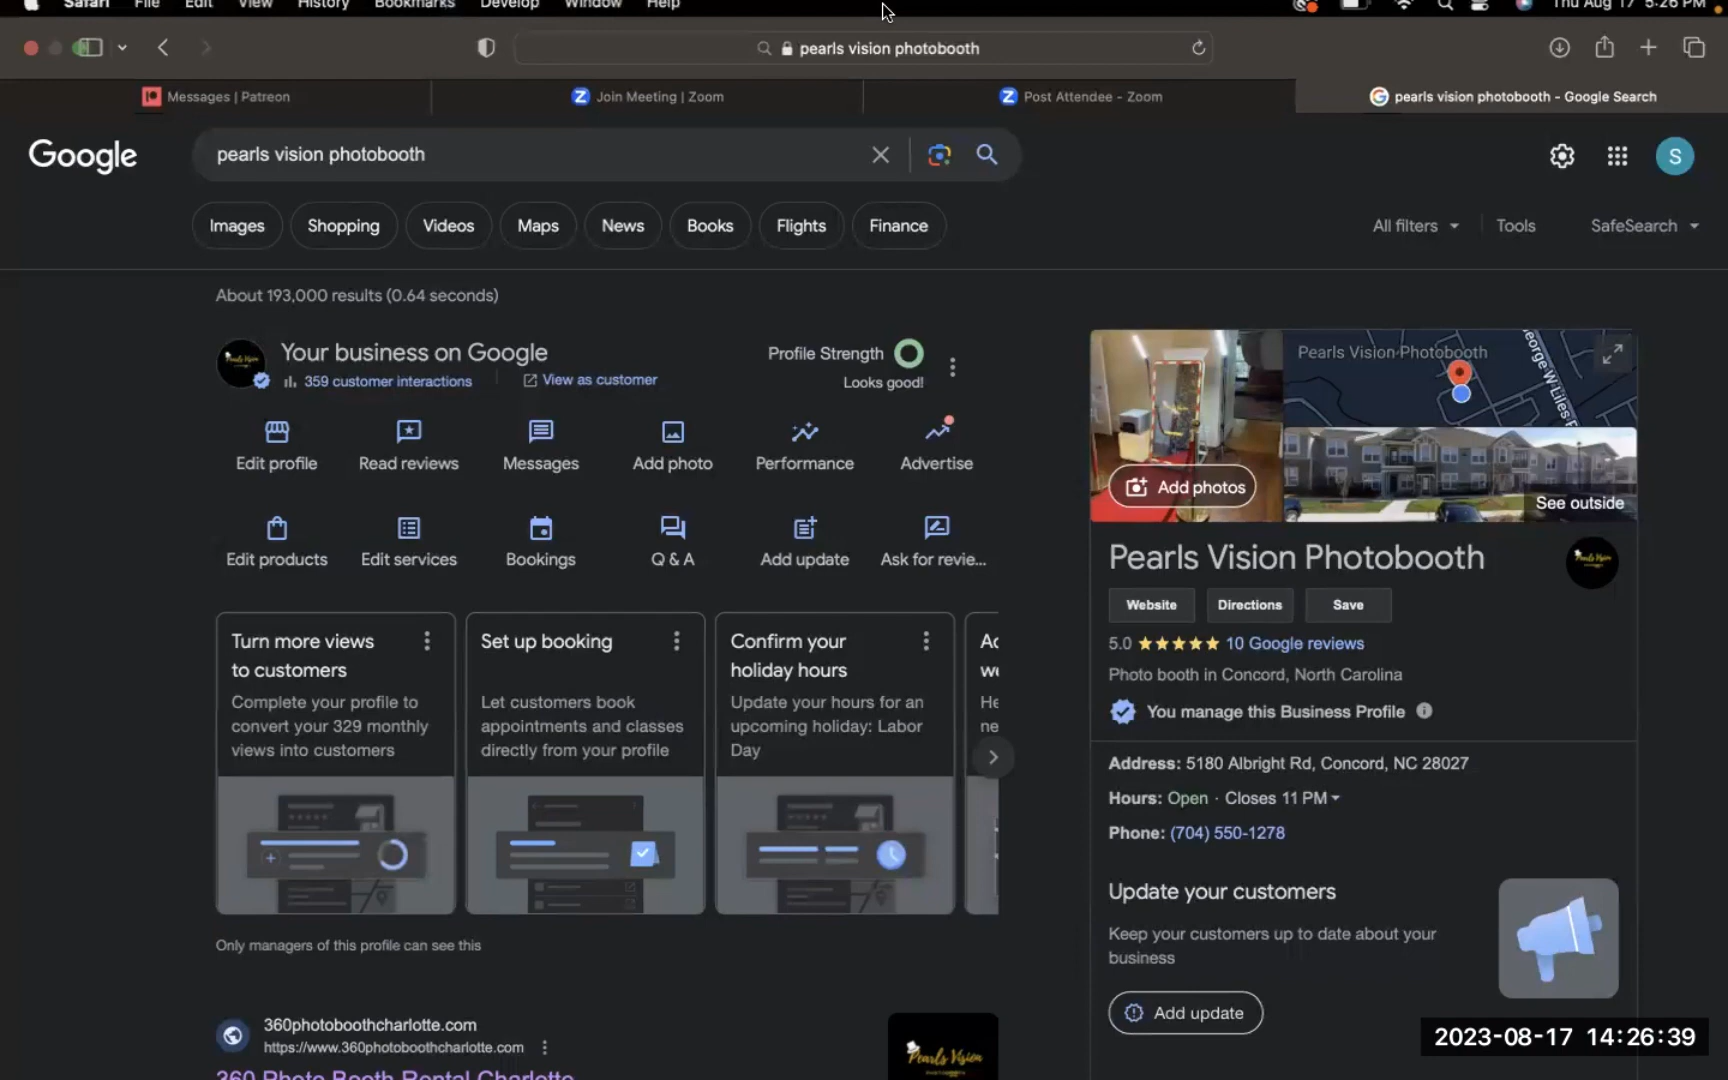 Safari File Edit View History Bookmarks Develop Window Help
Thu Aug 17 5:26 PM
pearls vision photobooth
Messages | Patreon
Join Meeting | Zoom
Post Attendee - Zoom
pearls vision photobooth - Google Search
Google
pearls vision photobooth
S
Images
Shopping
Videos
Maps
News
Books
Flights
Finance
All filters
Tools
SafeSearch
About 193,000 results (0.64 seconds)
Your business on Google
359 customer interactions
View as customer
Profile Strength
Looks good!
Edit profile
Read reviews
Messages
Add photo
Performance
Advertise
Edit products
Edit services
Bookings
Q & A
Add update
Ask for revie...
Turn more views
to customers
Complete your profile to
convert your 329 monthly
views into customers
Set up booking
Let customers book
appointments and classes
directly from your profile
Confirm your
holiday hours
Update your hours for an
upcoming holiday: Labor
Day
Only managers of this profile can see this
360photoboothcharlotte.com
https://www.360photoboothcharlotte.com
360 Photo Booth Rental Charlotte
Pearls Vision
Pearls Vision Photobooth
Add photos
See outside
Pearls Vision Photobooth
Website
Directions
Save
5.0
10 Google reviews
Photo booth in Concord, North Carolina
You manage this Business Profile
Address: 5180 Albright Rd, Concord, NC 28027
Hours: Open · Closes 11 PM
Phone: (704) 550-1278
Update your customers
Keep your customers up to date about your
business
Add update
2023-08-17 14:26:39